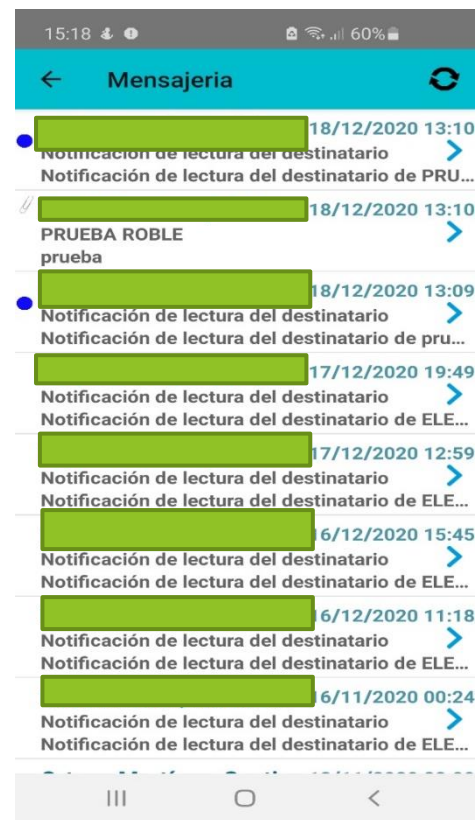 15:18 60%
Mensajeria
18/12/2020 13:10
Notificación de lectura del destinatario
Notificación de lectura del destinatario de PRU...
18/12/2020 13:10
PRUEBA ROBLE
prueba
18/12/2020 13:09
Notificación de lectura del destinatario
Notificación de lectura del destinatario de pru...
17/12/2020 19:49
Notificación de lectura del destinatario
Notificación de lectura del destinatario de ELE...
17/12/2020 12:59
Notificación de lectura del destinatario
Notificación de lectura del destinatario de ELE...
6/12/2020 15:45
Notificación de lectura del destinatario
Notificación de lectura del destinatario de ELE...
6/12/2020 11:18
Notificación de lectura del destinatario
Notificación de lectura del destinatario de ELE...
6/11/2020 00:24
Notificación de lectura del destinatario
Notificación de lectura del destinatario de ELE...